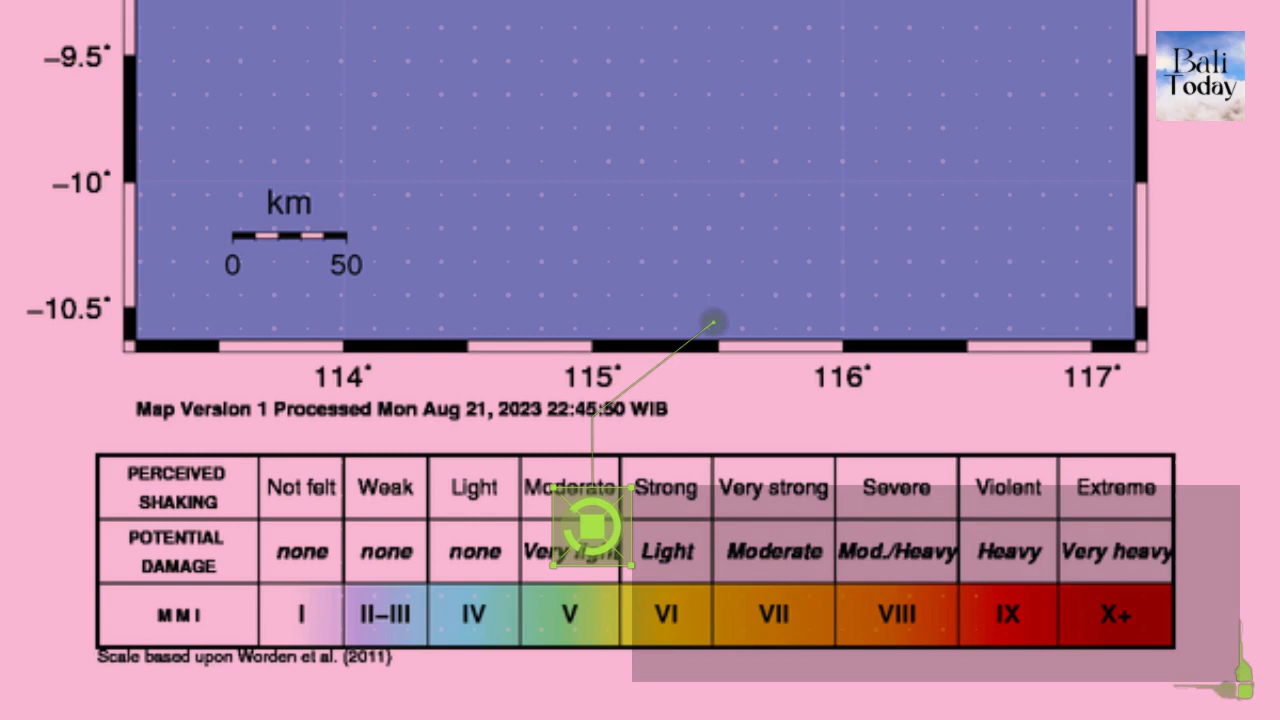 −9.5°
Bali
Today
−10°
km
0 50
−10.5°
114° 115° 116° 117°
Map Version 1 Processed Mon Aug 21, 2023 22:45:50 WIB
PERCEIVED SHAKING Not felt Weak Light Moderate Strong Very strong Severe Violent Extreme
POTENTIAL DAMAGE none none none Very light Light Moderate Mod./Heavy Heavy Very heavy
MMI I II−III IV V VI VII VIII IX X+
Scale based upon Worden et al. (2011)